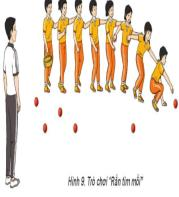 Hình 9. Trò chơi "Rắn tìm mồi"